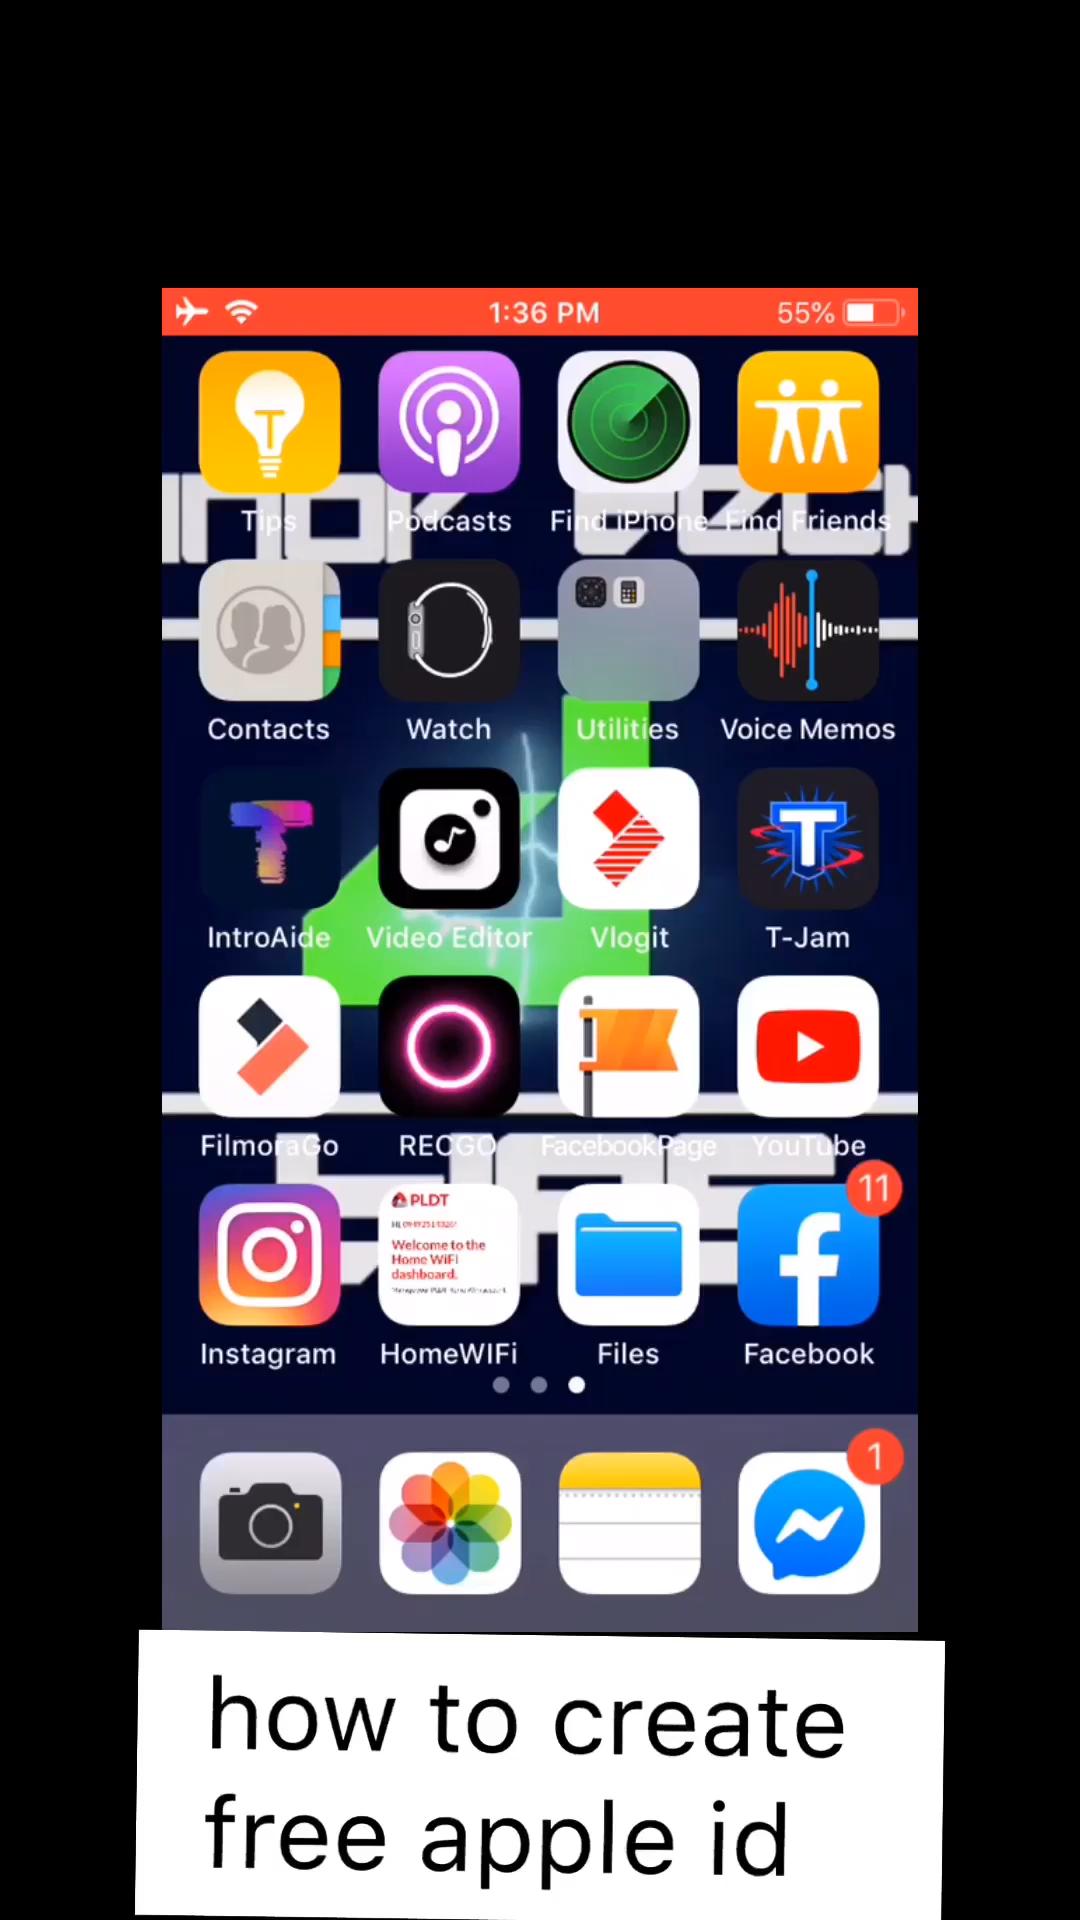 1:36 PM
55%
Tips
Podcasts
Find iPhone
Find Friends
Contacts
Watch
Utilities
Voice Memos
IntroAide
Video Editor
Vlogit
T-Jam
FilmoraGo
RECGO
FacebookPage
YouTube
11
PLDT
Welcome to the
Home WiFi
dashboard.
Instagram
HomeWIFi
Files
Facebook
1
how to create
free apple id